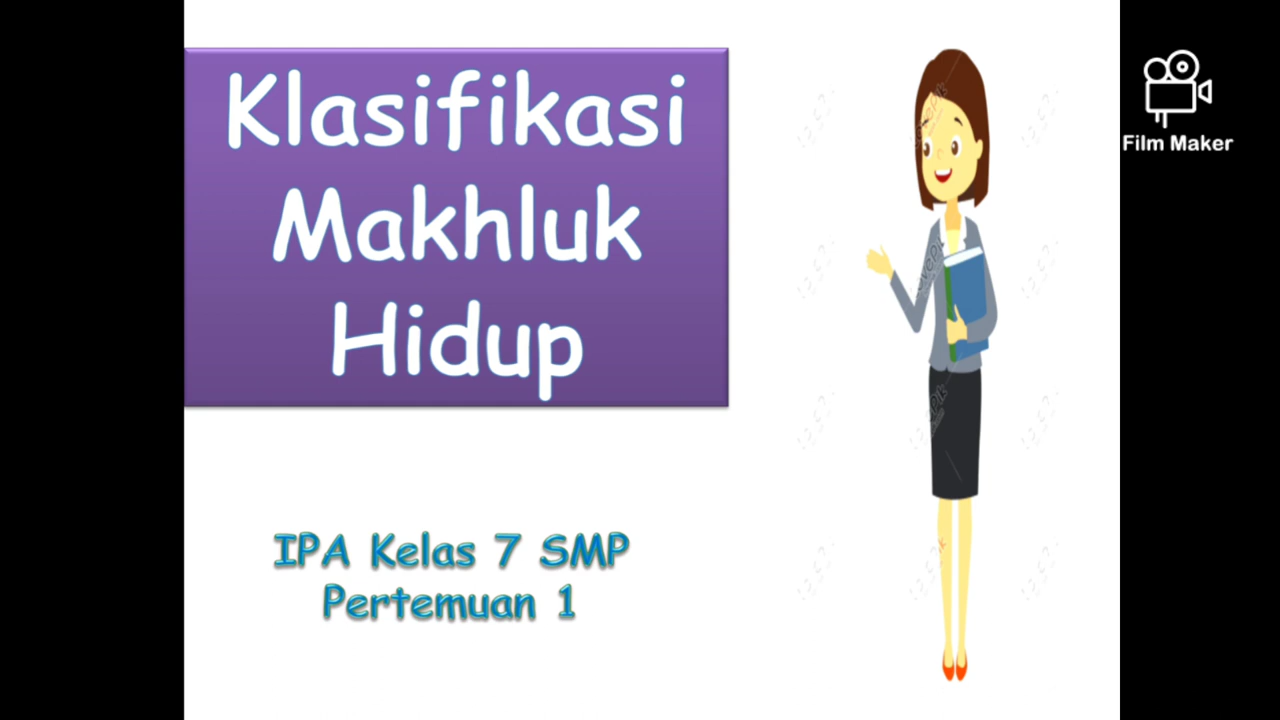 Klasifikasi
Makhluk
Hidup
Film Maker
IPA Kelas 7 SMP
Pertemuan 1